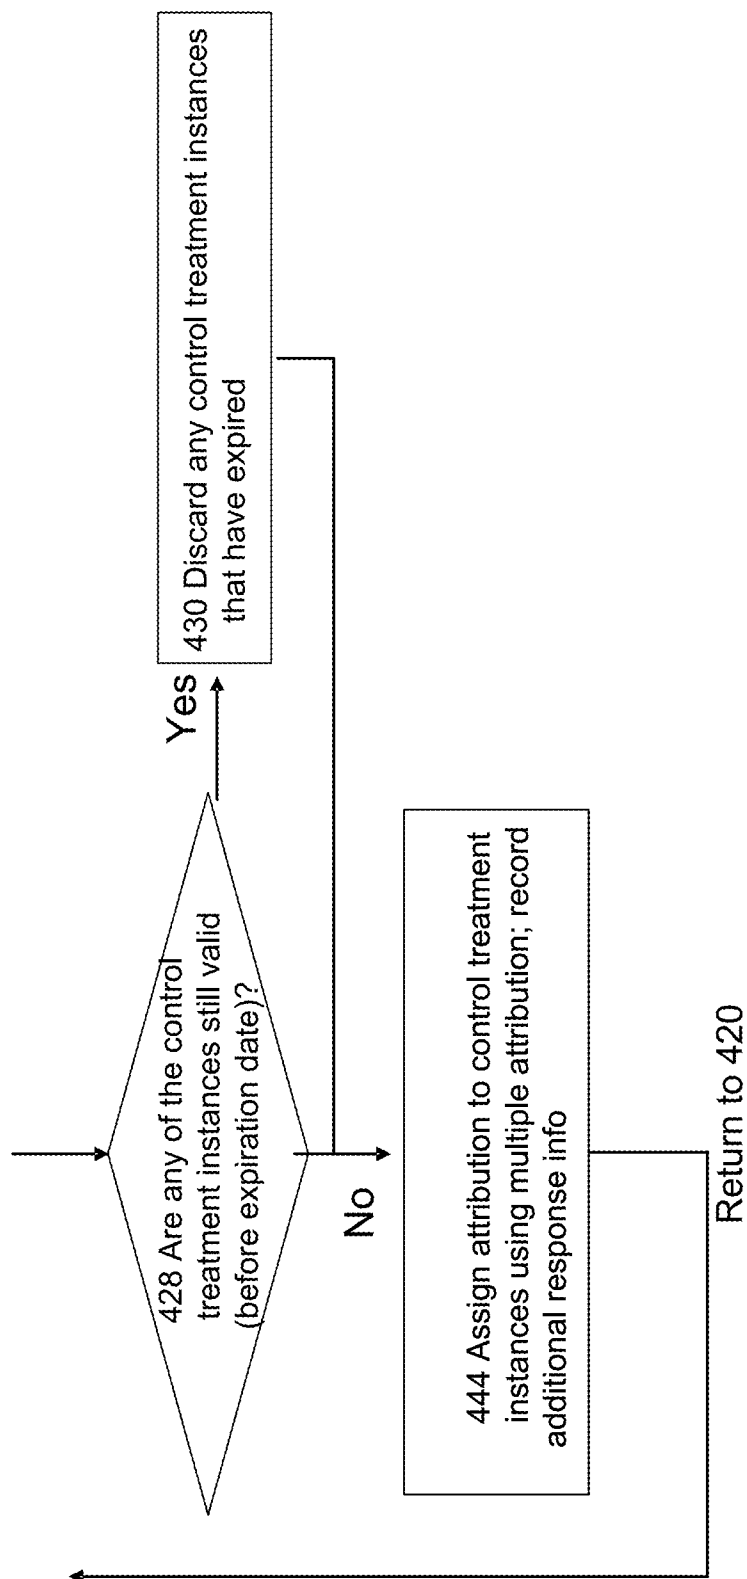 428 Are any of the control
treatment instances still valid
(before expiration date)?
Yes
430 Discard any control treatment instances
that have expired
No
444 Assign attribution to control treatment
instances using multiple attribution; record
additional response info
Return to 420